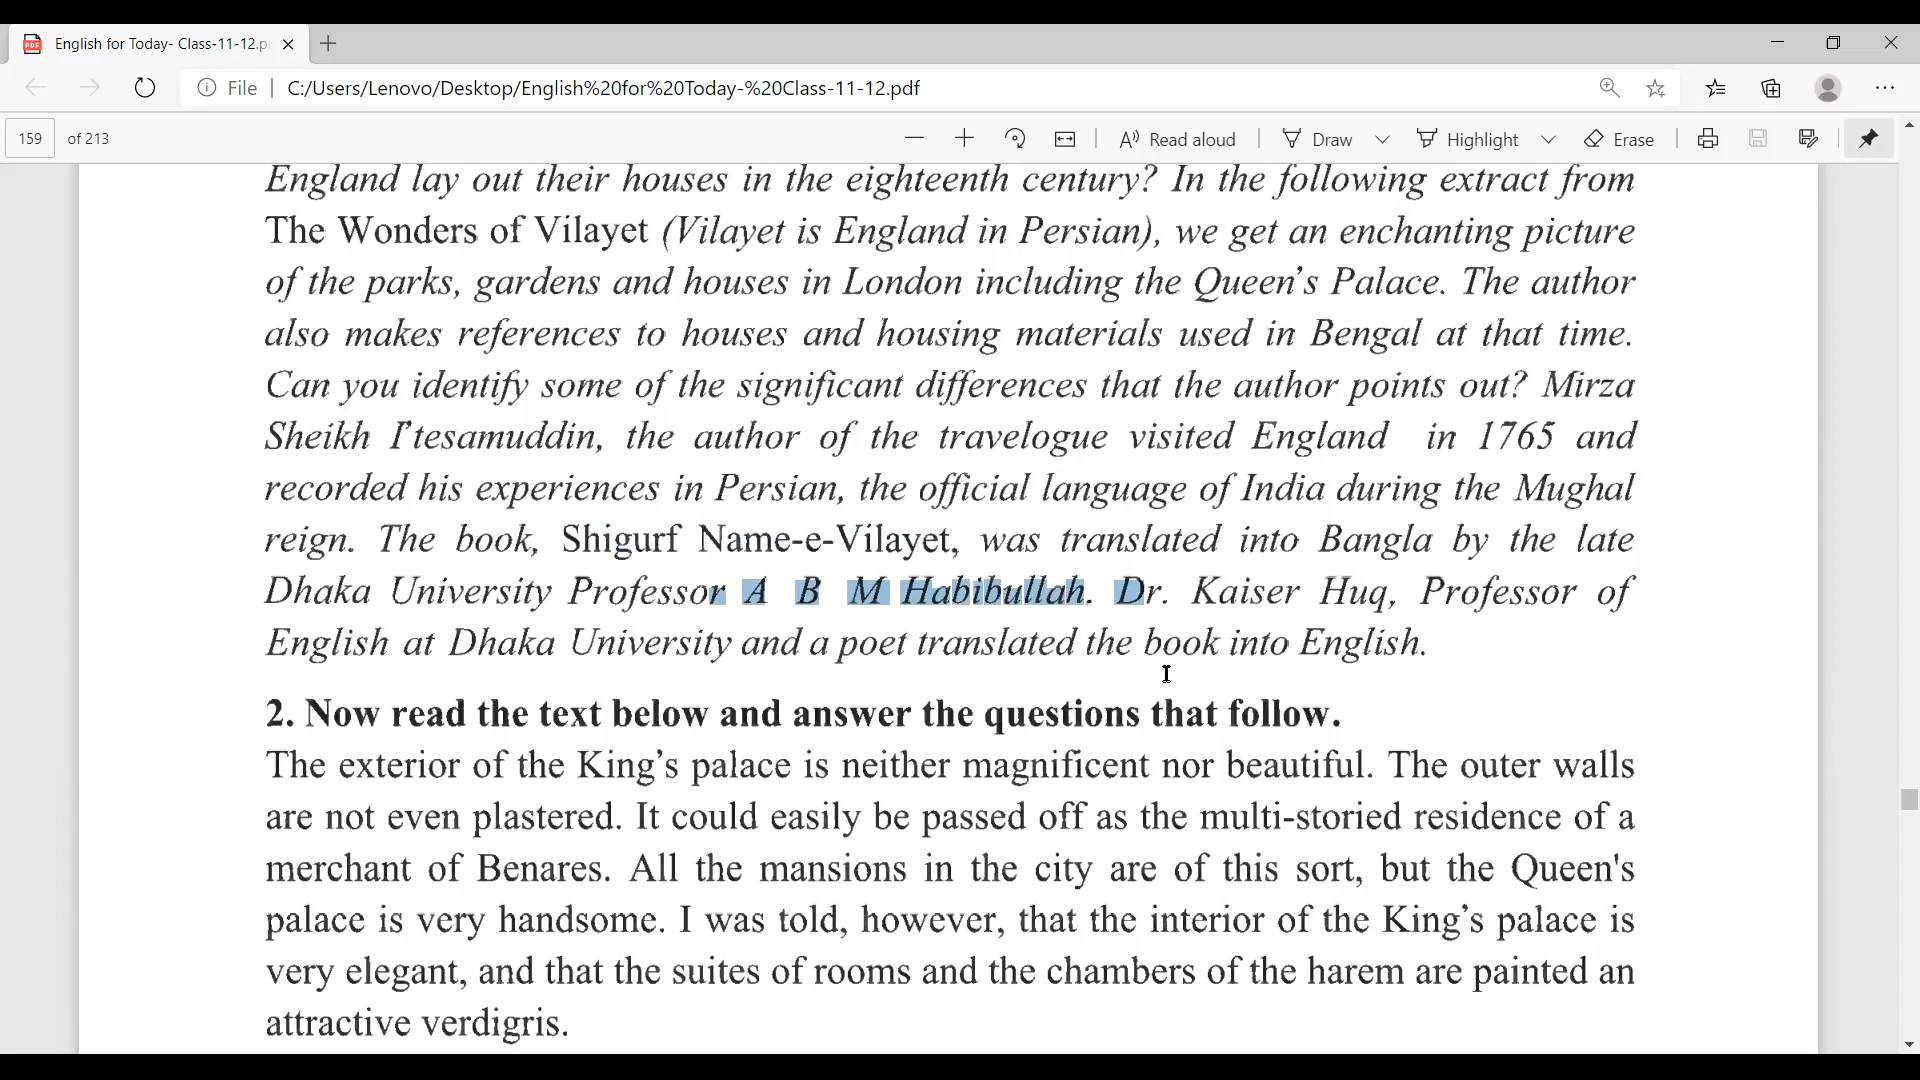 English for Today- Class-11-12.p
File | C:/Users/Lenovo/Desktop/English%20for%20Today-%20Class-11-12.pdf
159 of 213 Read aloud Draw Highlight Erase
England lay out their houses in the eighteenth century? In the following extract from
The Wonders of Vilayet (Vilayet is England in Persian), we get an enchanting picture
of the parks, gardens and houses in London including the Queen’s Palace. The author
also makes references to houses and housing materials used in Bengal at that time.
Can you identify some of the significant differences that the author points out? Mirza
Sheikh I’tesamuddin, the author of the travelogue visited England in 1765 and
recorded his experiences in Persian, the official language of India during the Mughal
reign. The book, Shigurf Name-e-Vilayet, was translated into Bangla by the late
Dhaka University Professor A B M Habibullah. Dr. Kaiser Huq, Professor of
English at Dhaka University and a poet translated the book into English.
2. Now read the text below and answer the questions that follow.
The exterior of the King’s palace is neither magnificent nor beautiful. The outer walls
are not even plastered. It could easily be passed off as the multi-storied residence of a
merchant of Benares. All the mansions in the city are of this sort, but the Queen's
palace is very handsome. I was told, however, that the interior of the King’s palace is
very elegant, and that the suites of rooms and the chambers of the harem are painted an
attractive verdigris.